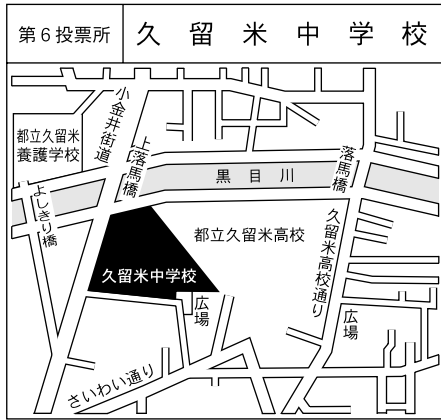 第6投票所
久留米中学校
小金井街道
都立久留米
養護学校
上落馬橋
落馬橋
黒目川
よしきり橋
都立久留米高校
久留米高校通り
久留米中学校
広場
広場
さいわい通り